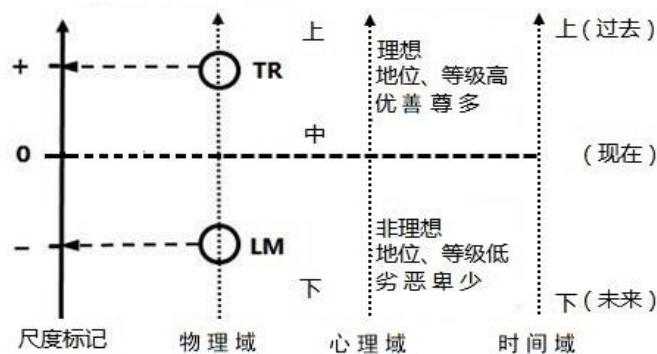 上
上(过去)
理想
地位、等级高
优善尊多
+
TR
中
0
(现在)
非理想
地位、等级低
劣恶卑少
−
LM
下
下(未来)
尺度标记
物理域
心理域
时间域